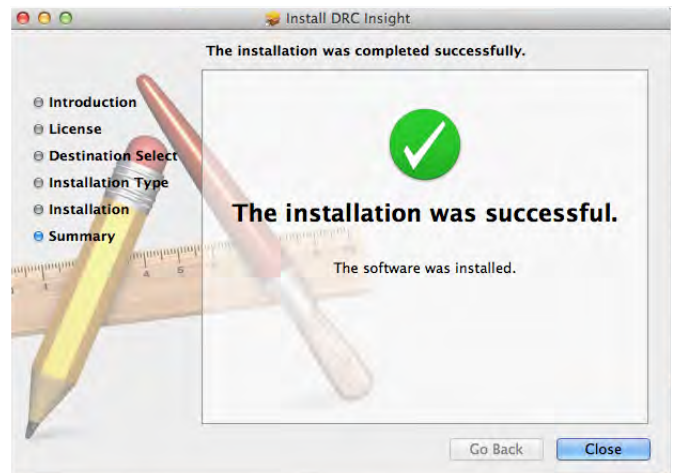 Install DRC Insight
The installation was completed successfully.
Introduction
License
Destination Select
Installation Type
Installation
Summary
The installation was successful.
The software was installed.
Go Back
Close